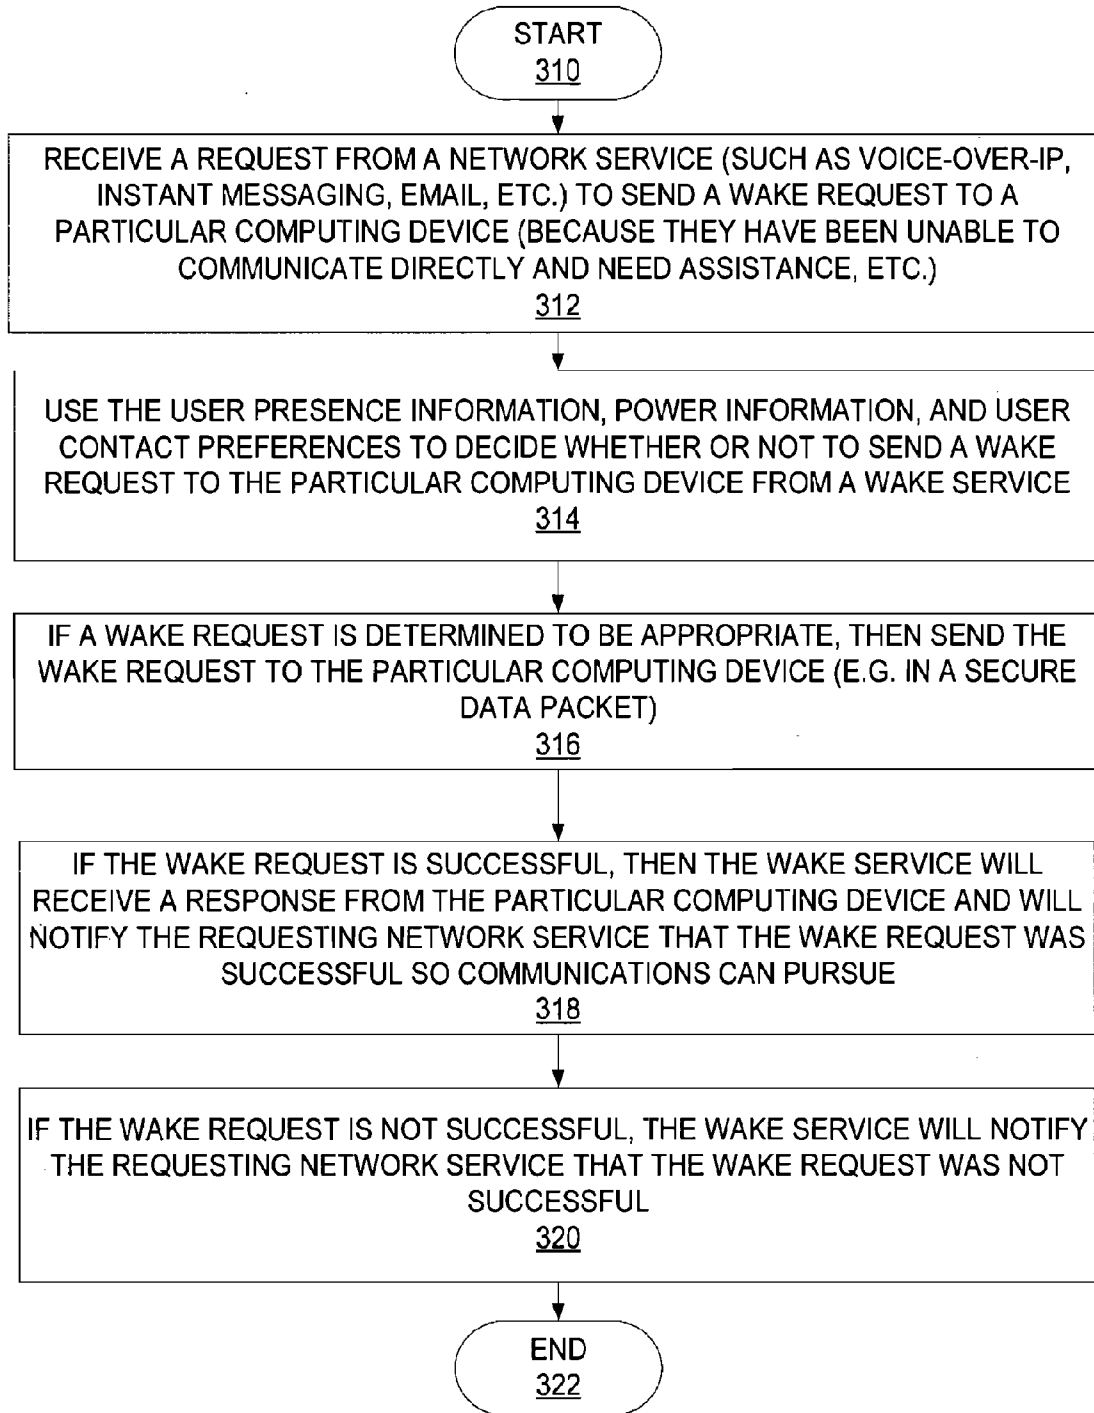 START
310
RECEIVE A REQUEST FROM A NETWORK SERVICE (SUCH AS VOICE-OVER-IP,
INSTANT MESSAGING, EMAIL, ETC.) TO SEND A WAKE REQUEST TO A
PARTICULAR COMPUTING DEVICE (BECAUSE THEY HAVE BEEN UNABLE TO
COMMUNICATE DIRECTLY AND NEED ASSISTANCE, ETC.)
312
USE THE USER PRESENCE INFORMATION, POWER INFORMATION, AND USER
CONTACT PREFERENCES TO DECIDE WHETHER OR NOT TO SEND A WAKE
REQUEST TO THE PARTICULAR COMPUTING DEVICE FROM A WAKE SERVICE
314
IF A WAKE REQUEST IS DETERMINED TO BE APPROPRIATE, THEN SEND THE
WAKE REQUEST TO THE PARTICULAR COMPUTING DEVICE (E.G. IN A SECURE
DATA PACKET)
316
IF THE WAKE REQUEST IS SUCCESSFUL, THEN THE WAKE SERVICE WILL
RECEIVE A RESPONSE FROM THE PARTICULAR COMPUTING DEVICE AND WILL
NOTIFY THE REQUESTING NETWORK SERVICE THAT THE WAKE REQUEST WAS
SUCCESSFUL SO COMMUNICATIONS CAN PURSUE
318
IF THE WAKE REQUEST IS NOT SUCCESSFUL, THE WAKE SERVICE WILL NOTIFY
THE REQUESTING NETWORK SERVICE THAT THE WAKE REQUEST WAS NOT
SUCCESSFUL
320
END
322